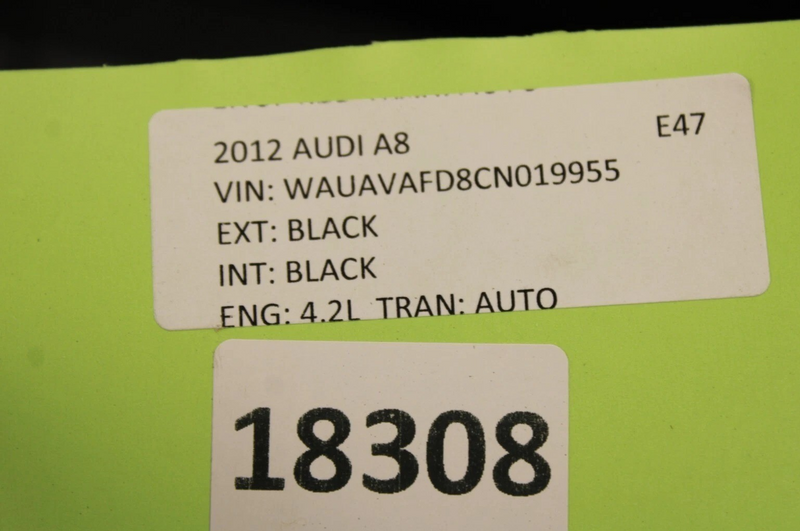 2012 AUDI A8 E47
VIN: WAUAVAFD8CN019955
EXT: BLACK
INT: BLACK
ENG: 4.2L TRAN: AUTO
18308